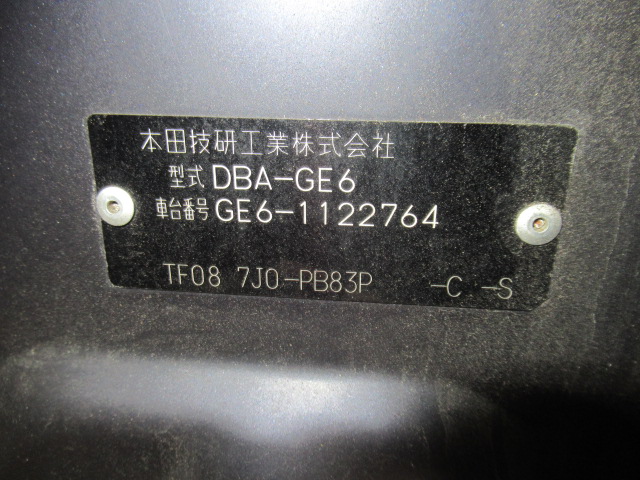 本田技研工業株式会社
型式 DBA-GE6
車台番号 GE6-1122764
TF08 7J0-PB83P -C -S